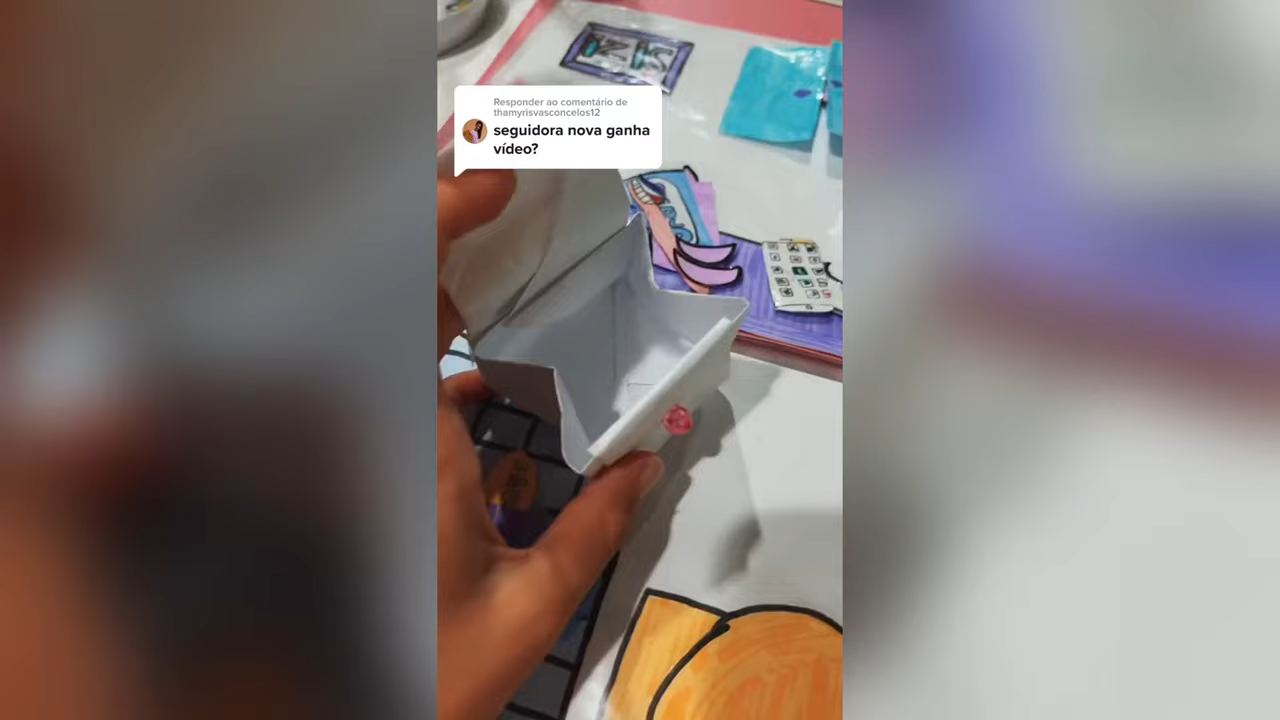 Responder ao comentário de
thamyrisvasconcelos12
seguidora nova ganha
vídeo?